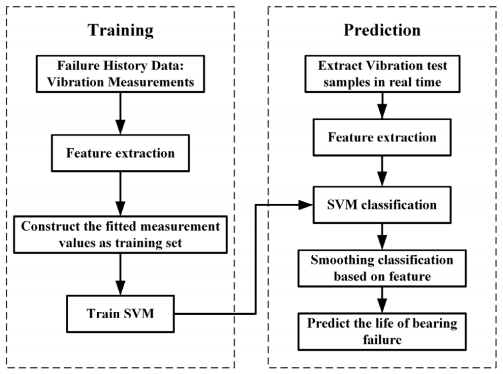 Training
Failure History Data:
Vibration Measurements
Feature extraction
Construct the fitted measurement
values as training set
Train SVM
Prediction
Extract Vibration test
samples in real time
Feature extraction
SVM classification
Smoothing classification
based on feature
Predict the life of bearing
failure